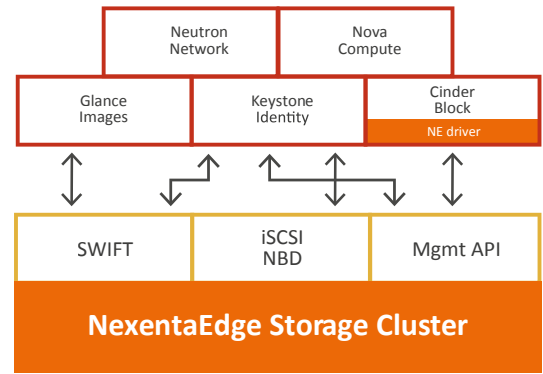 Neutron
Network
Nova
Compute
Glance
Images
Keystone
Identity
Cinder
Block
NE driver
SWIFT
iSCSI
NBD
Mgmt API
NexentaEdge Storage Cluster